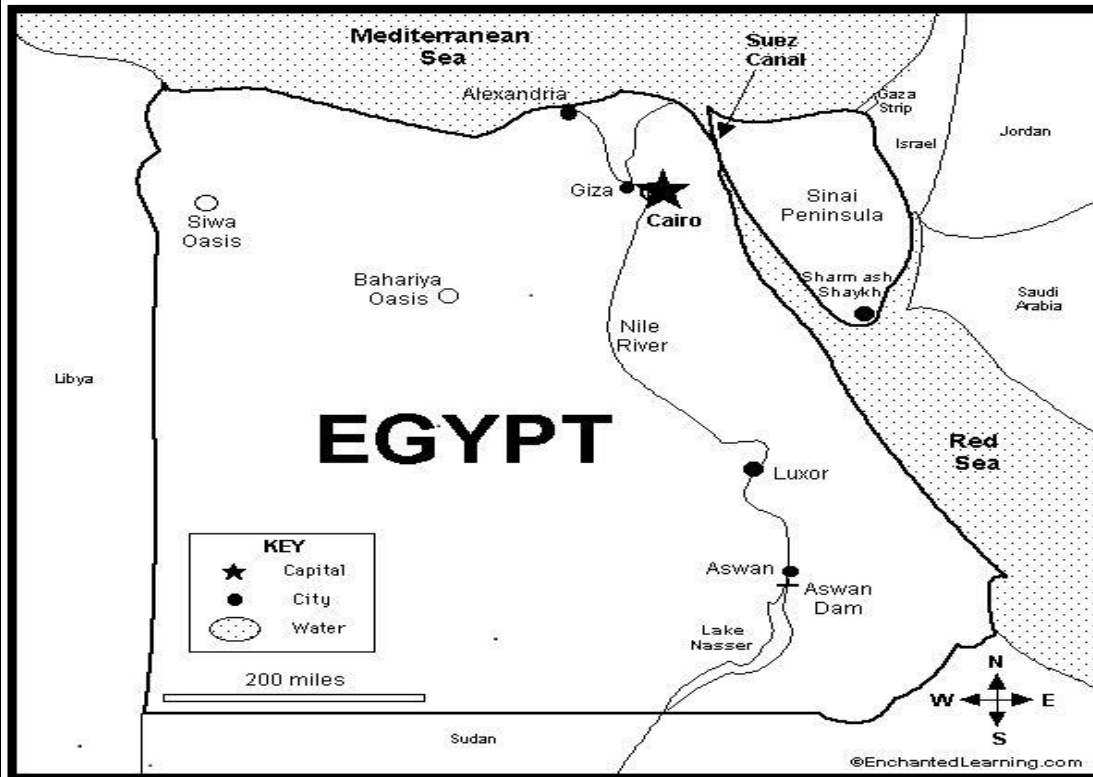 Mediterranean
Sea
Suez
Canal
Alexandria
Gaza
Strip
Israel
Jordan
Giza
Cairo
Sinai
Peninsula
Siwa
Oasis
Bahariya
Oasis
Sharm ash
Shaykh
Saudi
Arabia
Nile
River
Libya
EGYPT
Red
Sea
Luxor
KEY
Capital
City
Water
Aswan
Aswan
Dam
Lake
Nasser
200 miles
N
W
E
S
Sudan
©EnchantedLearning.com